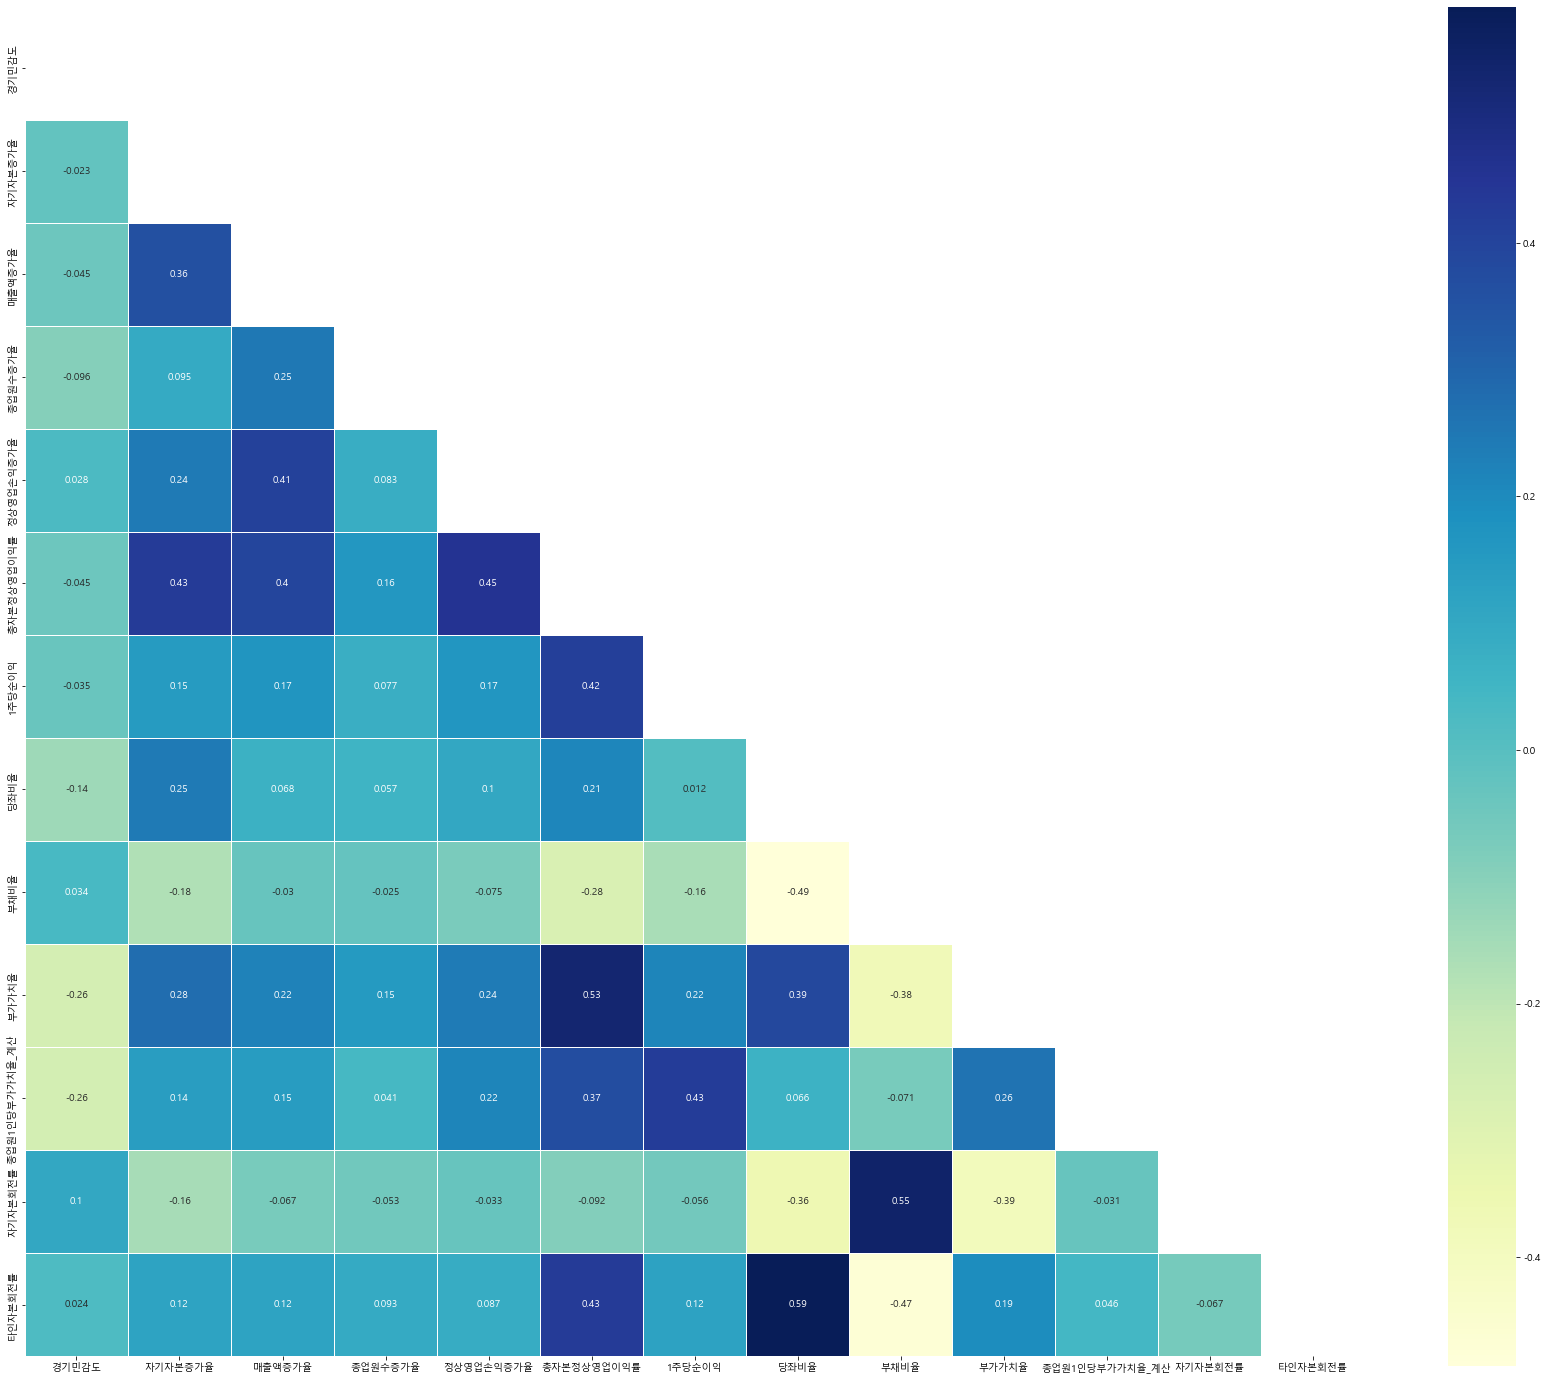 경기민감도
자기자본증가율 -0.023
매출액증가율 -0.045 0.36
0.4
종업원수증가율 -0.096 0.095 0.25
정상영업손익증가율 0.028 0.24 0.41 0.083
0.2
총자본정상영업이익률 -0.045 0.43 0.4 0.16 0.45
1주당순이익 -0.035 0.15 0.17 0.077 0.17 0.42
0.0
당좌비율 -0.14 0.25 0.068 0.057 0.1 0.21 0.012
부채비율 0.034 -0.18 -0.03 -0.025 -0.075 -0.28 -0.16 -0.49
부가가치율 -0.26 0.28 0.22 0.15 0.24 0.53 0.22 0.39 -0.38
-0.2
종업원1인당부가가치율_계산 -0.26 0.14 0.15 0.041 0.22 0.37 0.43 0.066 -0.071 0.26
자기자본회전률 0.1 -0.16 -0.067 -0.053 -0.033 -0.092 -0.056 -0.36 0.55 -0.39 -0.031
-0.4
타인자본회전률 0.024 0.12 0.12 0.093 0.087 0.43 0.12 0.59 -0.47 0.19 0.046 -0.067
경기민감도 자기자본증가율 매출액증가율 종업원수증가율 정상영업손익증가율 총자본정상영업이익률 1주당순이익 당좌비율 부채비율 부가가치율 종업원1인당부가가치율_계산 자기자본회전률 타인자본회전률